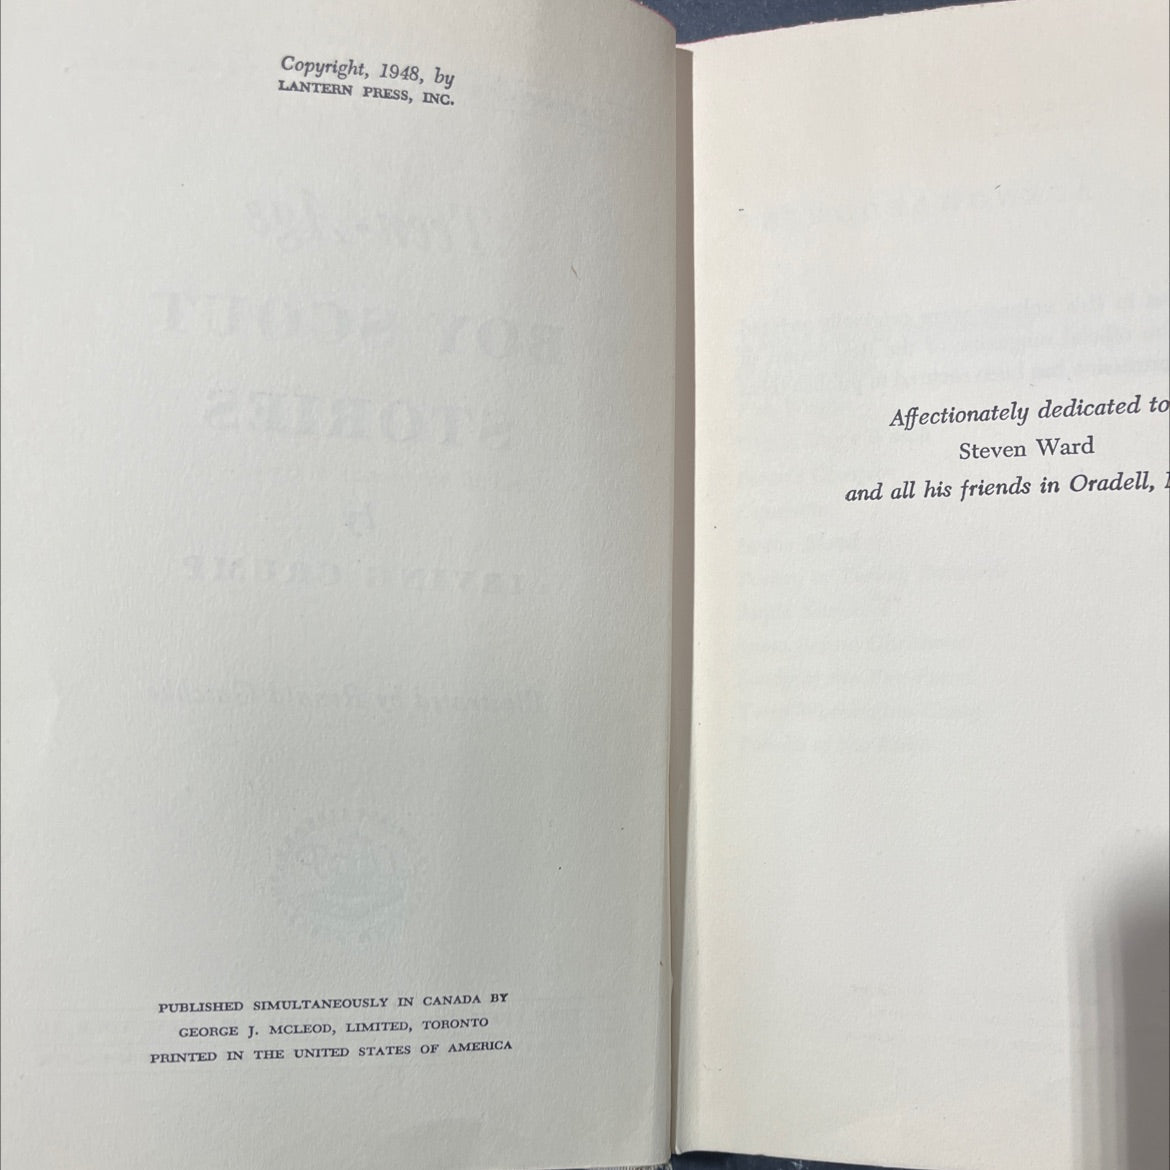 Copyright, 1948, by
LANTERN PRESS, INC.
PUBLISHED SIMULTANEOUSLY IN CANADA BY
GEORGE J. MCLEOD, LIMITED, TORONTO
PRINTED IN THE UNITED STATES OF AMERICA
Affectionately dedicated to
Steven Ward
and all his friends in Oradell,